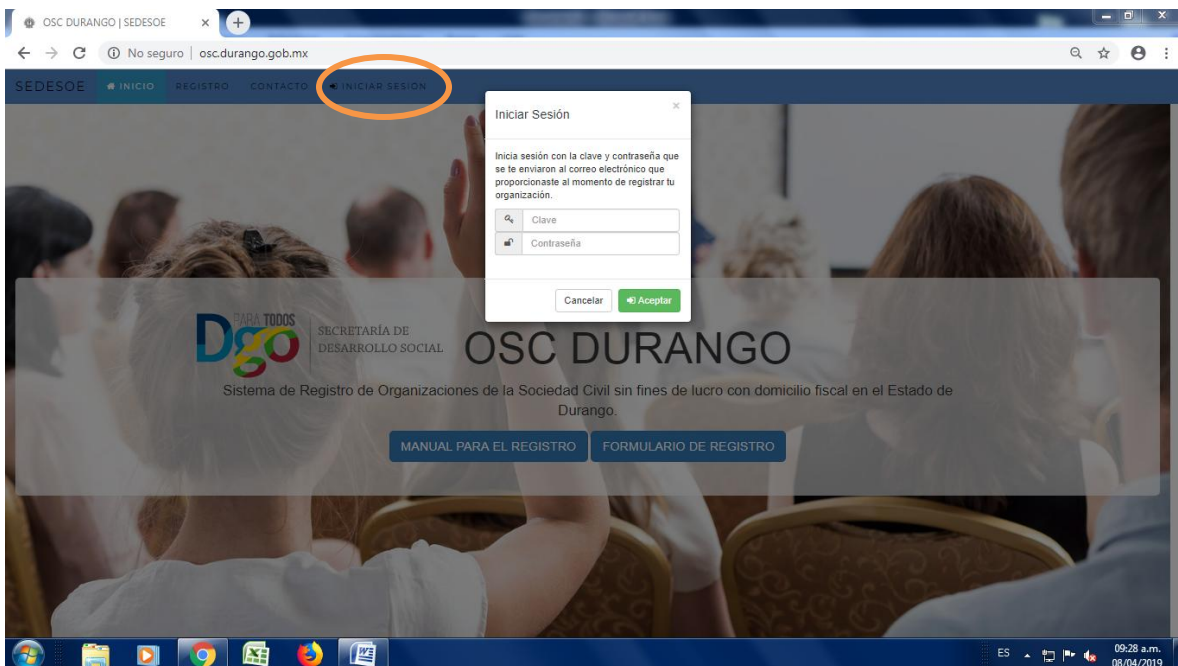 OSC DURANGO | SEDESOE
No seguro | osc.durango.gob.mx
SEDESOE INICIO REGISTRO CONTACTO INICIAR SESIÓN
Iniciar Sesión
Inicia sesión con la clave y contraseña que
se te enviaron al correo electrónico que
proporcionaste al momento de registrar tu
organización.
Clave
Contraseña
Cancelar Aceptar
PARA TODOS
Dgo
SECRETARÍA DE
DESARROLLO SOCIAL
OSC DURANGO
Sistema de Registro de Organizaciones de la Sociedad Civil sin fines de lucro con domicilio fiscal en el Estado de
Durango.
MANUAL PARA EL REGISTRO FORMULARIO DE REGISTRO
ES 09:28 a.m.
08/04/2019